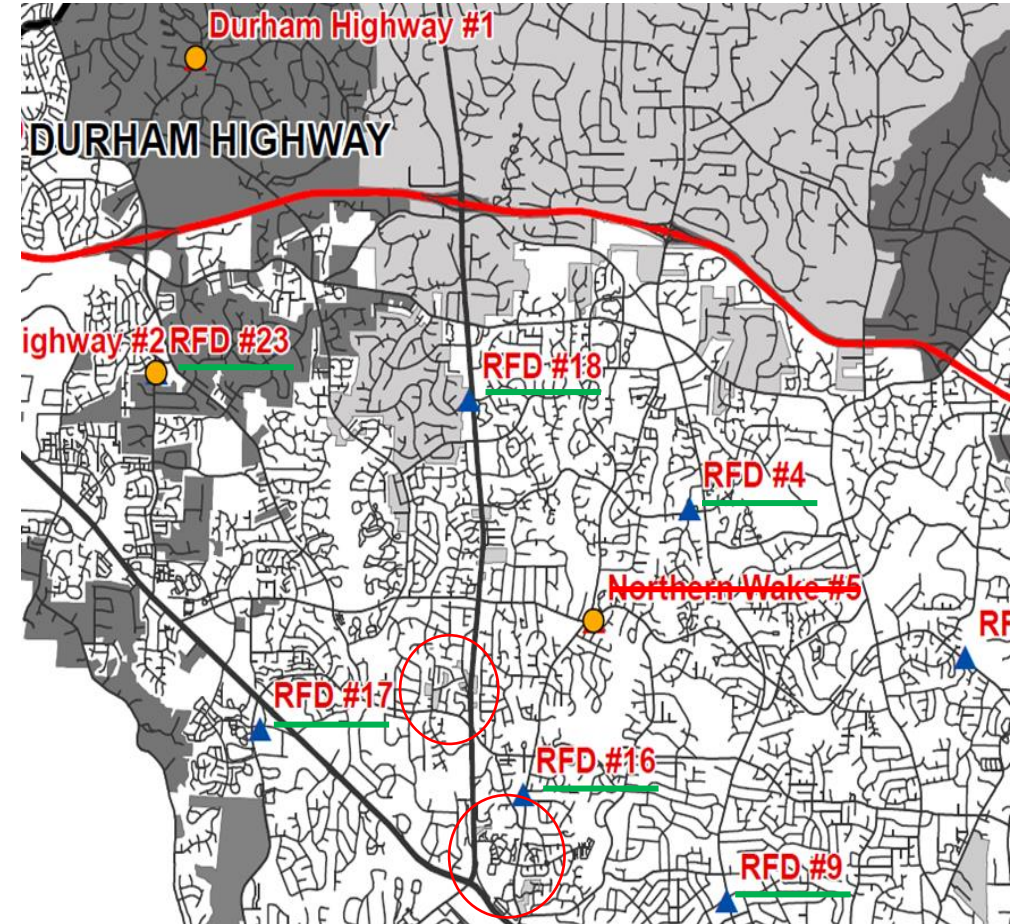 Durham Highway #1
DURHAM HIGHWAY
ighway #2 RFD #23
RFD #18
RFD #4
Northern Wake #5
RF
RFD #17
RFD #16
RFD #9